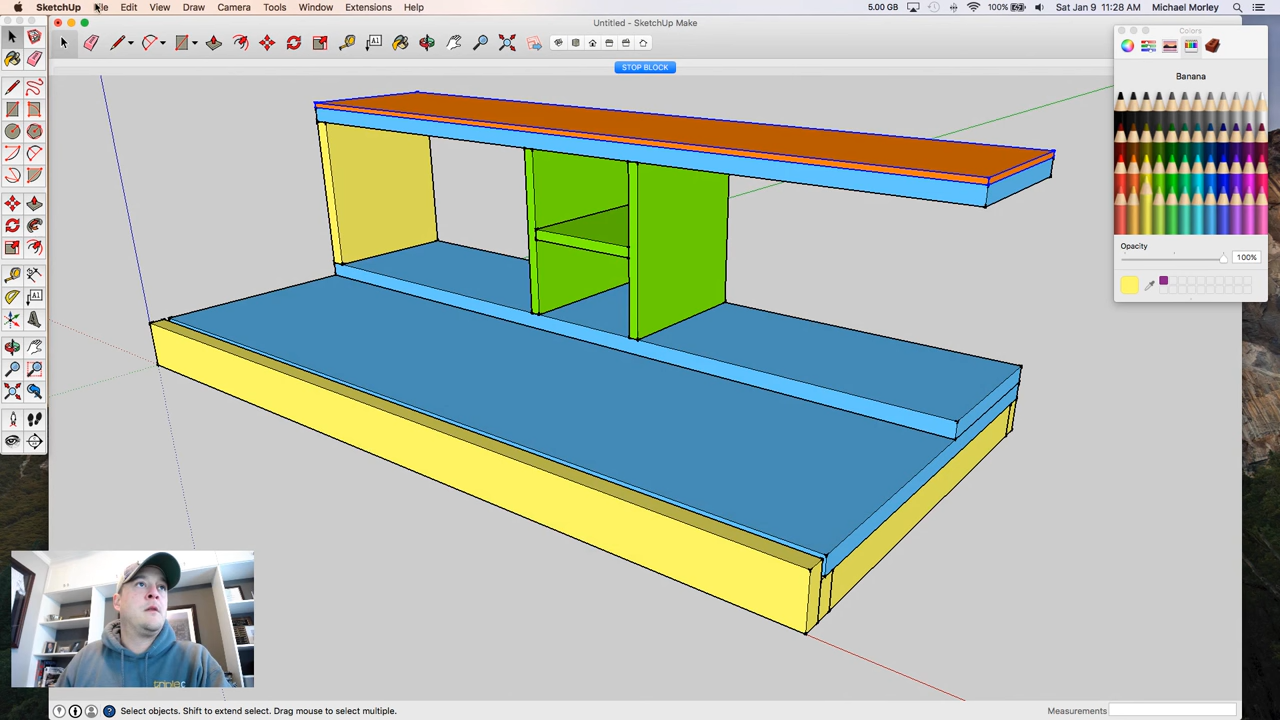 SketchUp File Edit View Draw Camera Tools Window Extensions Help
5.00 GB 100% Sat Jan 9 11:28 AM Michael Morley
Untitled - SketchUp Make
STOP BLOCK
Colors
Banana
Opacity
100%
Select objects. Shift to extend select. Drag mouse to select multiple.
Measurements